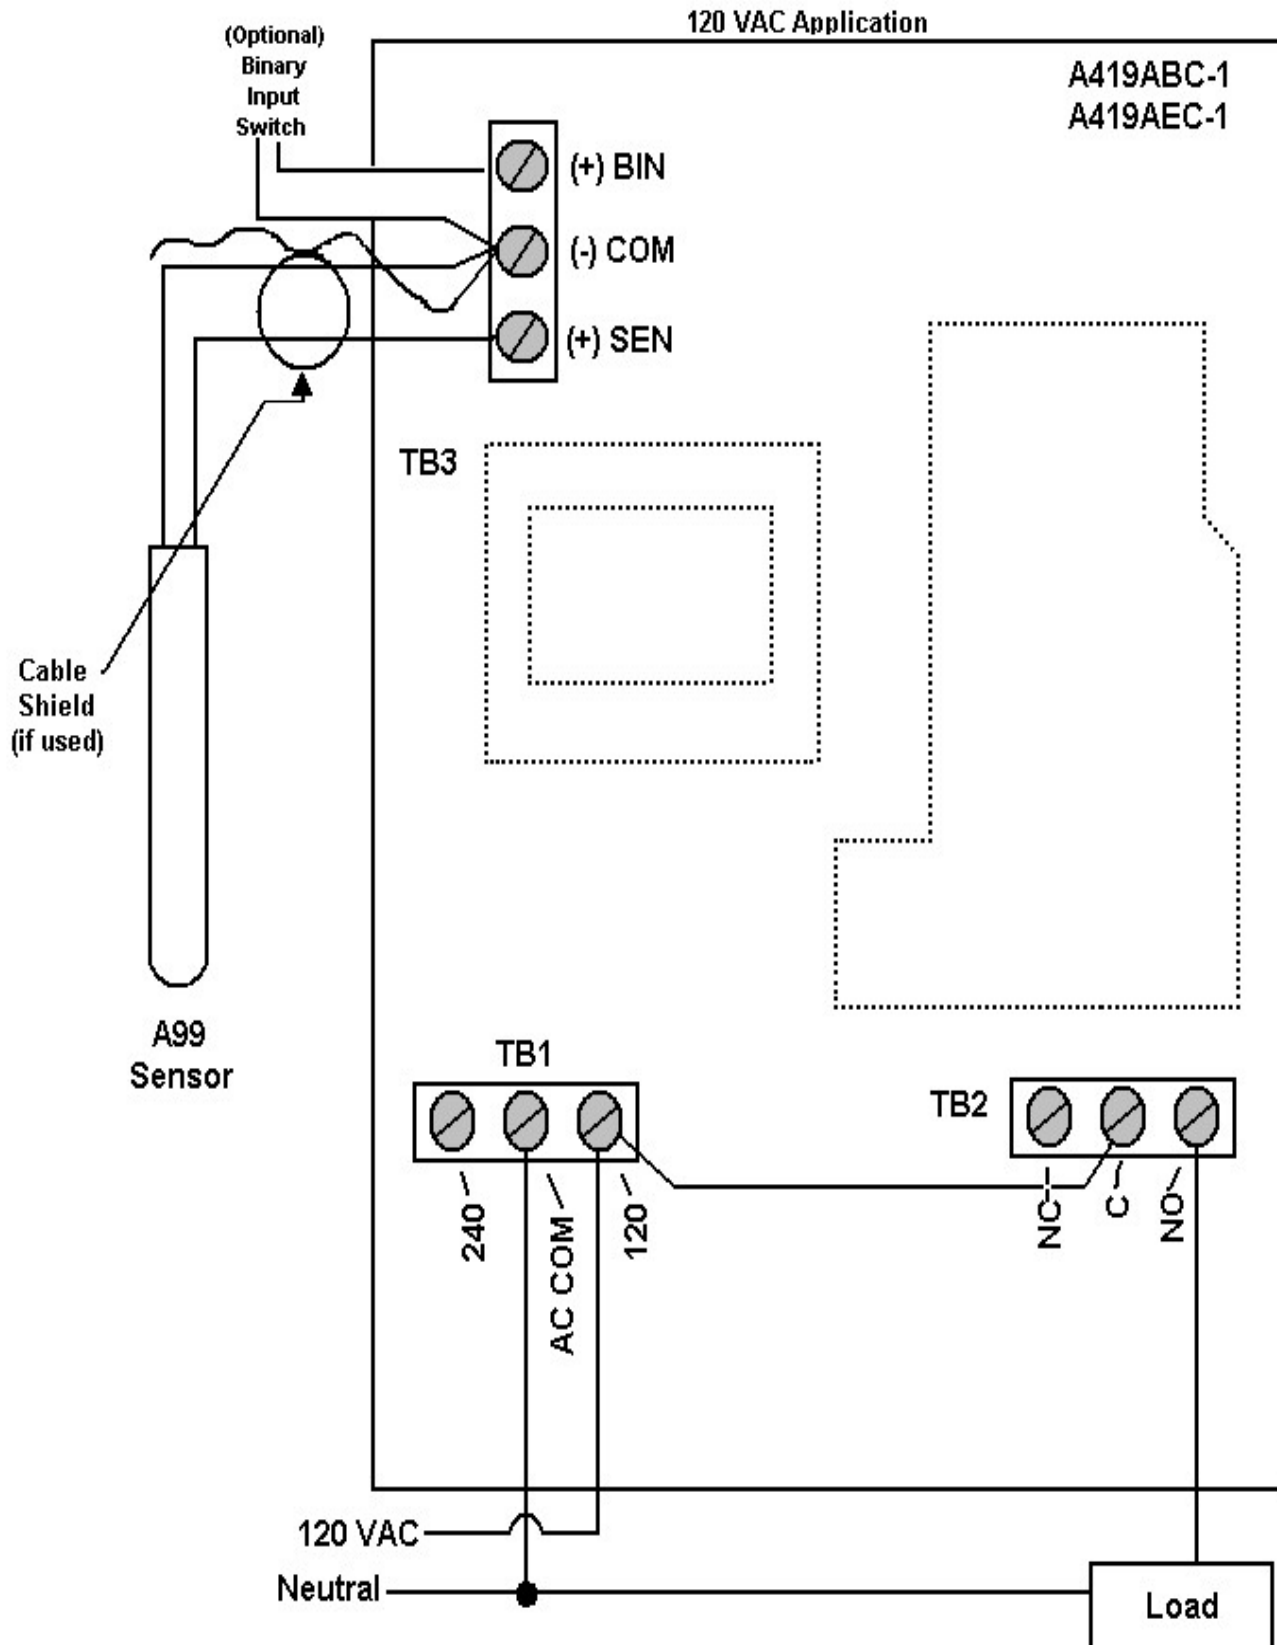 120 VAC Application
(Optional)
Binary
Input
Switch
A419ABC-1
A419AEC-1
(+) BIN
(-) COM
(+) SEN
TB3
Cable
Shield
(if used)
A99
Sensor
TB1
TB2
240
AC COM
120
NC
C
NO
120 VAC
Neutral
Load